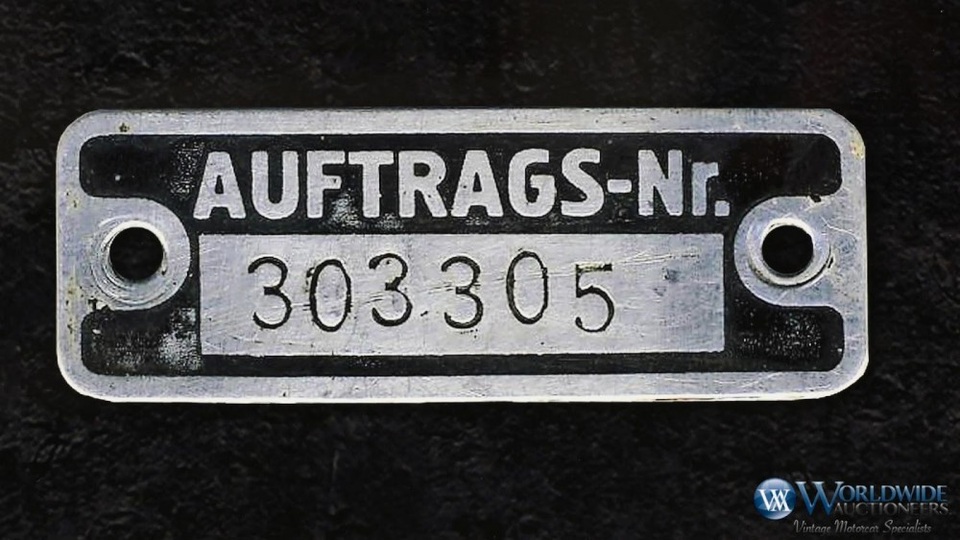 AUFTRAGS-Nr.
303305
WORLDWIDE
AUCTIONEERS
Vintage Motorcar Specialists